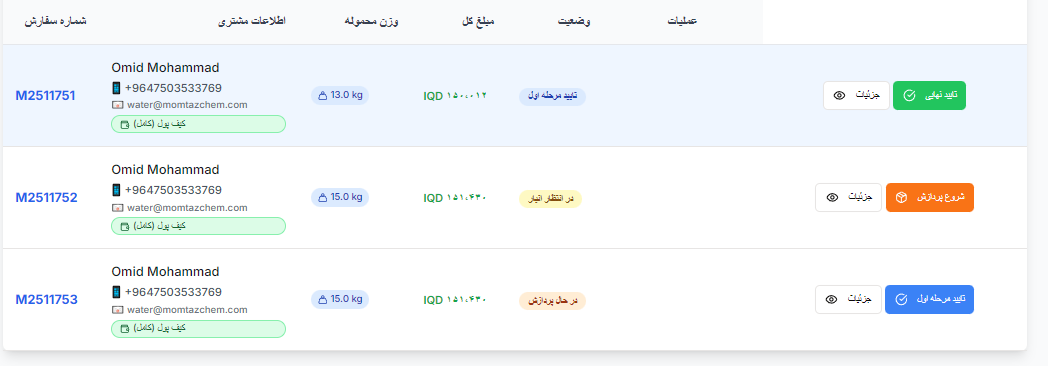 شماره سفارش
اطلاعات مشتری
وزن محموله
مبلغ کل
وضعیت
عملیات
M2511751
Omid Mohammad
+9647503533769
water@momtazchem.com
کیف پول (کامل)
13.0 kg
IQD ۱۵۰،۰۱۲
تایید مرحله اول
جزئیات
تایید نهایی
M2511752
Omid Mohammad
+9647503533769
water@momtazchem.com
کیف پول (کامل)
15.0 kg
IQD ۱۵۱،۴۳۰
در انتظار انبار
جزئیات
شروع پردازش
M2511753
Omid Mohammad
+9647503533769
water@momtazchem.com
کیف پول (کامل)
15.0 kg
IQD ۱۵۱،۴۳۰
در حال پردازش
جزئیات
تایید مرحله اول